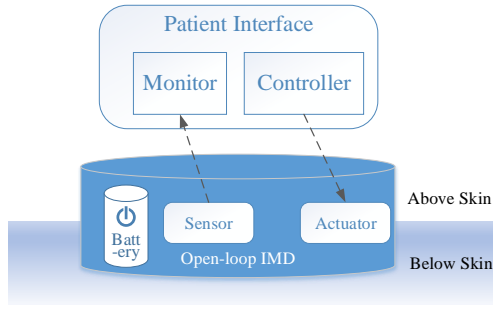 Patient Interface
Monitor
Controller
Above Skin
Sensor
Actuator
Batt
-ery
Open-loop IMD
Below Skin